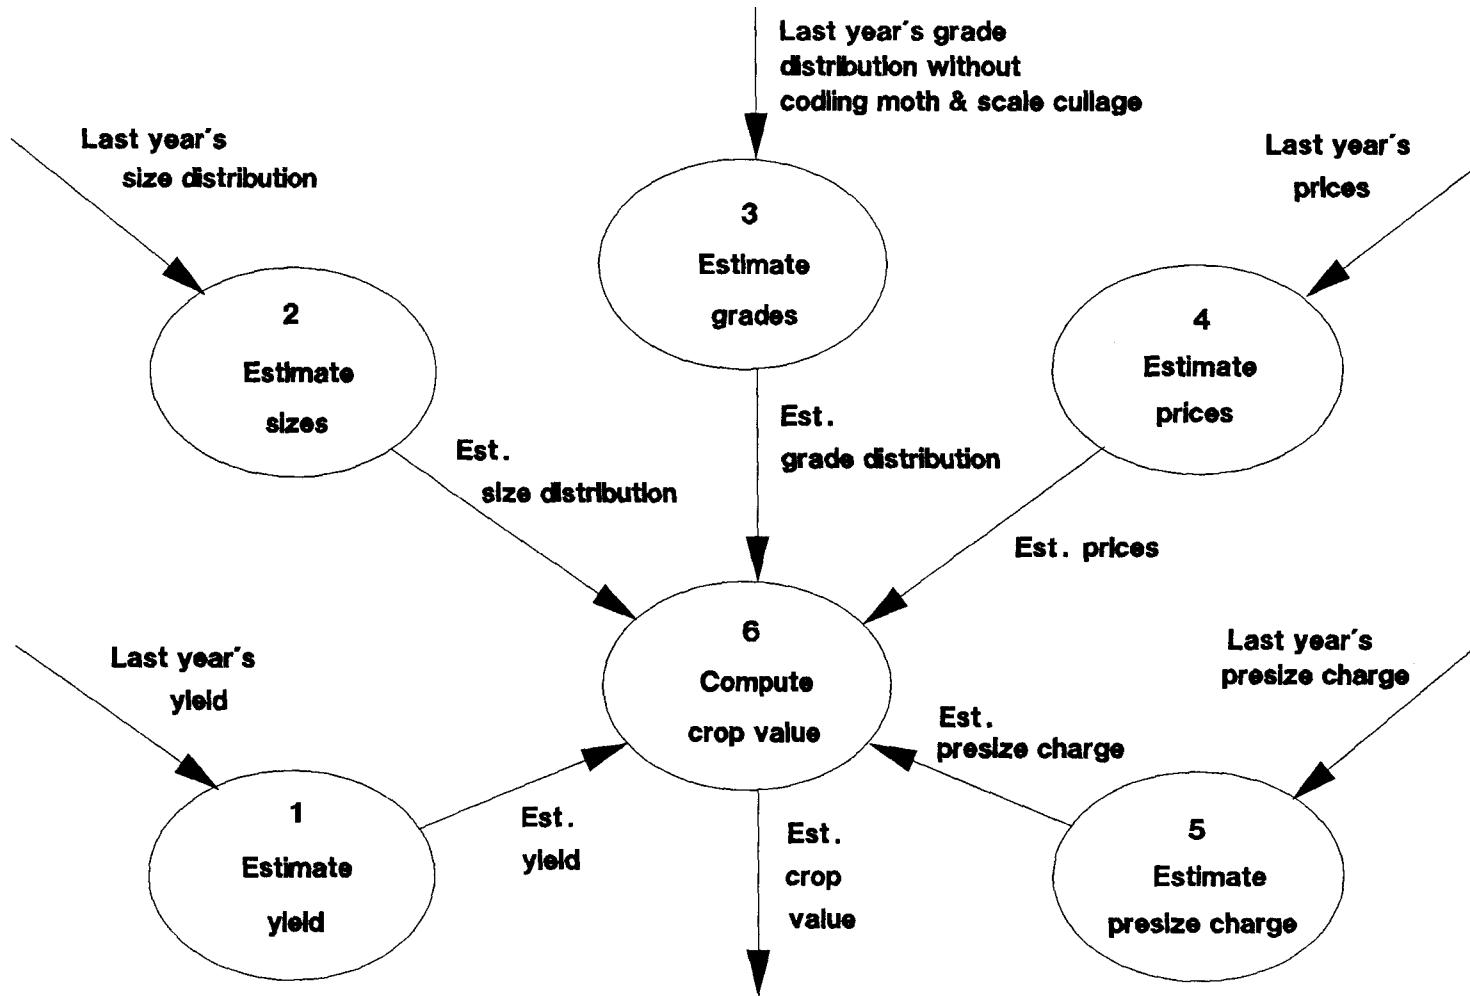 Last year's grade
distribution without
codling moth & scale cullage
Last year's
size distribution
Last year's
prices
3
Estimate
grades
2
Estimate
sizes
4
Estimate
prices
Est.
grade distribution
Est.
size distribution
Est. prices
6
Compute
crop value
Last year's
yield
Last year's
presize charge
Est.
presize charge
1
Estimate
yield
Est.
yield
Est.
crop
value
5
Estimate
presize charge